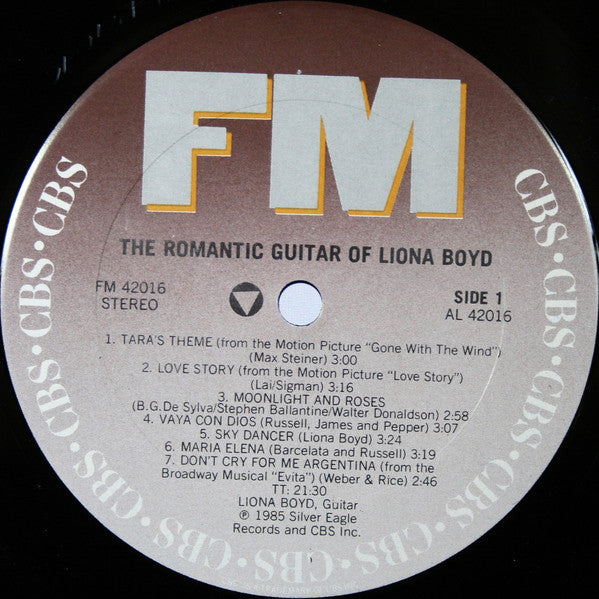 FM
THE ROMANTIC GUITAR OF LIONA BOYD
FM 42016
STEREO
SIDE 1
AL 42016
1. TARA'S THEME (from the Motion Picture "Gone With The Wind")
(Max Steiner) 3:00
2. LOVE STORY (from the Motion Picture "Love Story")
(Lai/Sigman) 3:16
3. MOONLIGHT AND ROSES
(B.G. De Sylva/Stephen Ballantine/Walter Donaldson) 2:58
4. VAYA CON DIOS (Russell, James and Pepper) 3:07
5. SKY DANCER (Liona Boyd) 3:24
6. MARIA ELENA (Barcelata and Russell) 3:19
7. DON'T CRY FOR ME ARGENTINA (from the
Broadway Musical "Evita") (Weber & Rice) 2:46
TT: 21:30
LIONA BOYD, Guitar
℗ 1985 Silver Eagle
Records and CBS Inc.
CBS·CBS·CBS·CBS·CBS·CBS·CBS·CBS·CBS·CBS·CBS